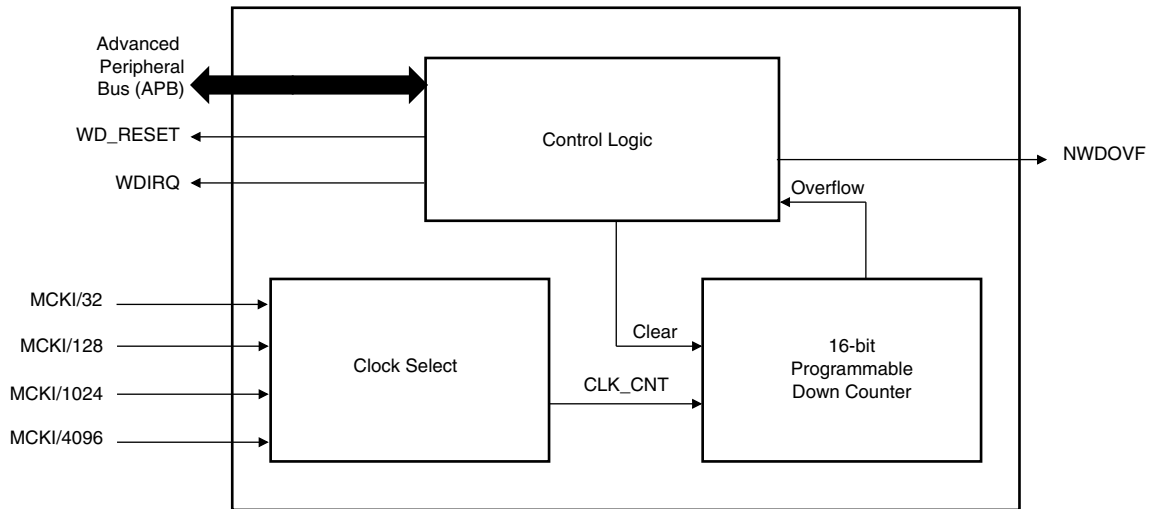 Advanced
Peripheral
Bus (APB)
WD_RESET
WDIRQ
Control Logic
NWDOVF
Overflow
MCKI/32
MCKI/128
MCKI/1024
MCKI/4096
Clock Select
Clear
CLK_CNT
16-bit
Programmable
Down Counter